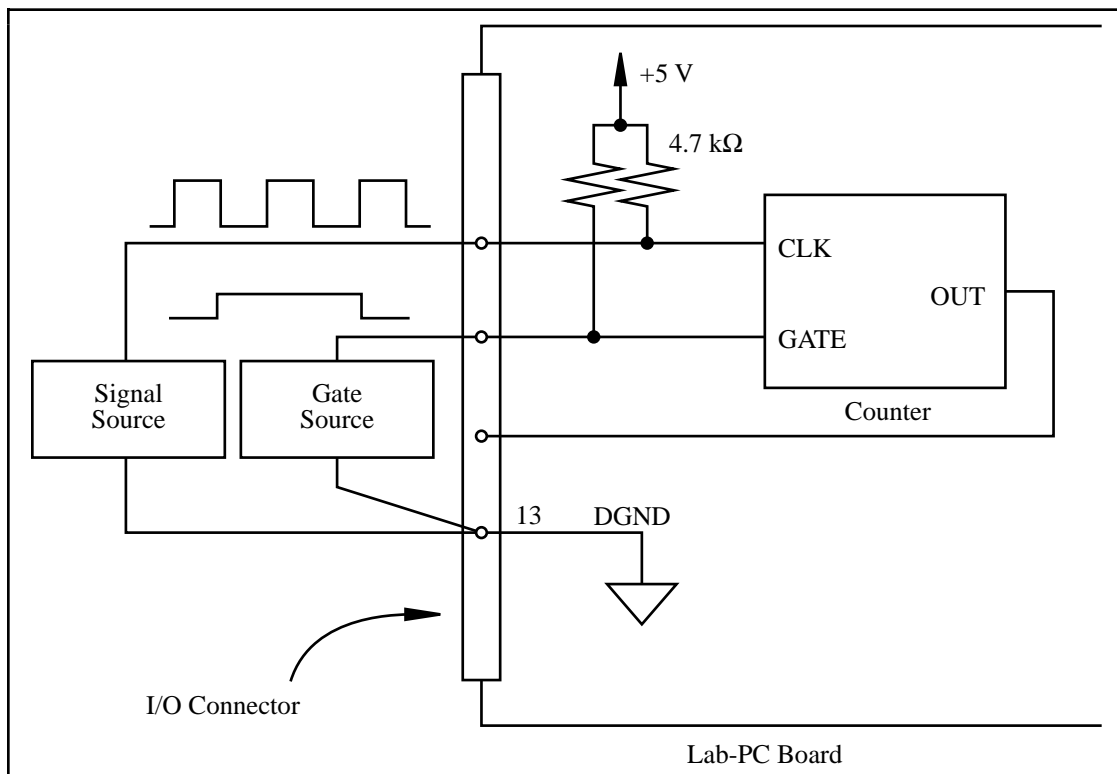 +5 V
4.7 kΩ
CLK
OUT
GATE
Signal
Source
Gate
Source
Counter
13
DGND
I/O Connector
Lab-PC Board